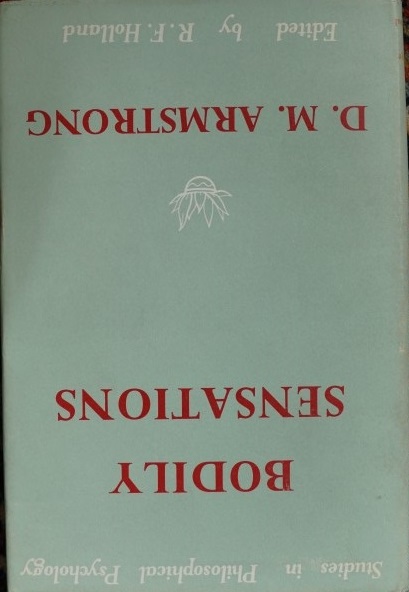 Studies in Philosophical Psychology
BODILY
SENSATIONS
D. M. ARMSTRONG
Edited by R. F. Holland